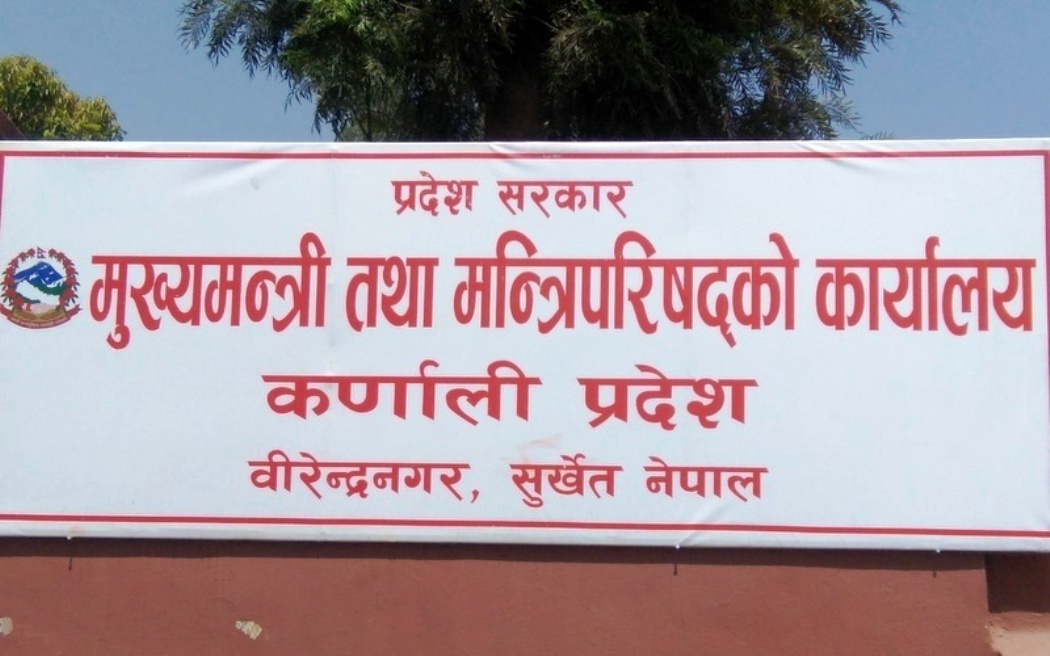 प्रदेश सरकार
मुख्यमन्त्री तथा मन्त्रिपरिषद्को कार्यालय
कर्णाली प्रदेश
वीरेन्द्रनगर, सुर्खेत नेपाल